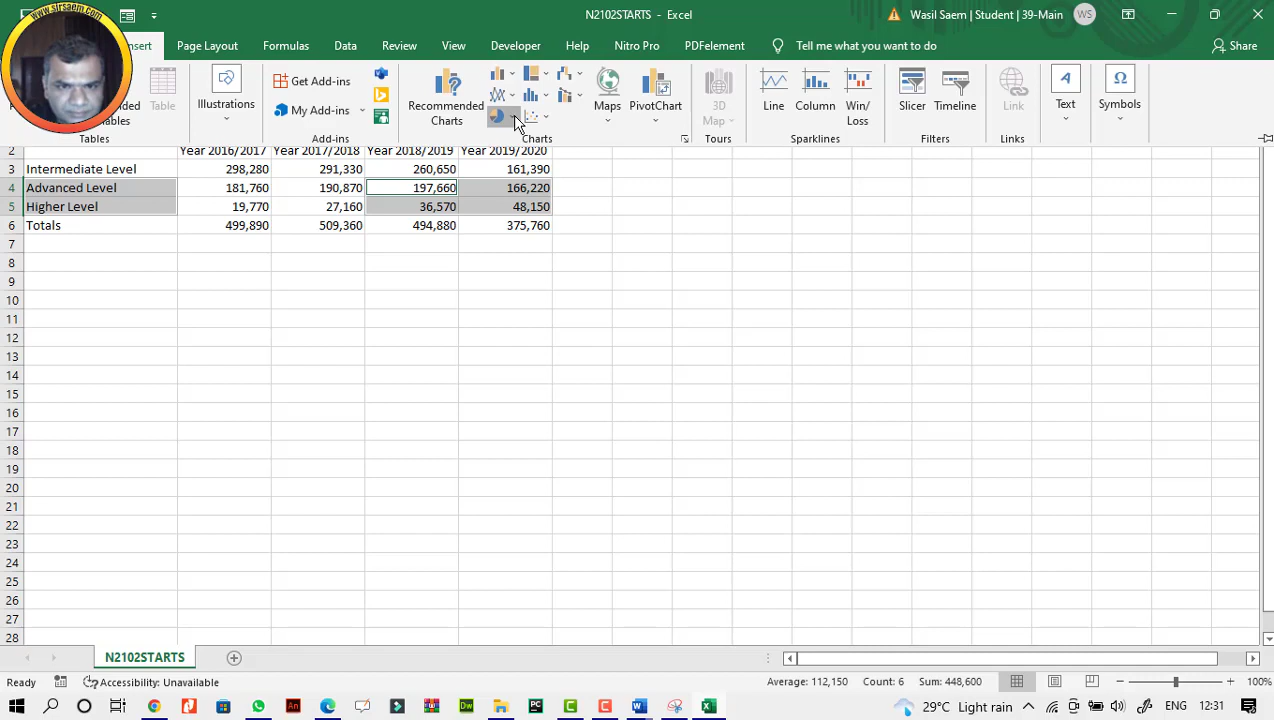 www.sirsaem.com
N2102STARTS - Excel
Wasil Saem | Student | 39-Main
WS
Page Layout
Formulas
Data
Review
View
Developer
Help
Nitro Pro
PDFelement
Tell me what you want to do
Share
Table
Illustrations
Get Add-ins
My Add-ins
Recommended Charts
Maps
PivotChart
3D Map
Line
Column
Win/ Loss
Slicer
Timeline
Link
Text
Symbols
Tables
Add-ins
Charts
Tours
Sparklines
Filters
Links
2 Year 2016/2017 Year 2017/2018 Year 2018/2019 Year 2019/2020
3 Intermediate Level 298,280 291,330 260,650 161,390
4 Advanced Level 181,760 190,870 197,660 166,220
5 Higher Level 19,770 27,160 36,570 48,150
6 Totals 499,890 509,360 494,880 375,760
7
8
9
10
11
12
13
14
15
16
17
18
19
20
21
22
23
24
25
26
27
28
N2102STARTS
Ready
Accessibility: Unavailable
Average: 112,150
Count: 6
Sum: 448,600
100%
29°C Light rain
ENG
12:31